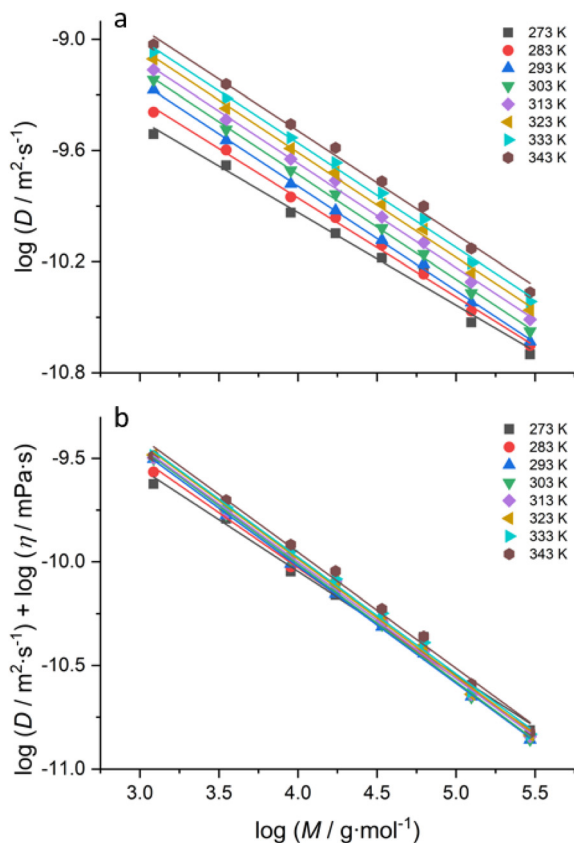 a
-9.0
-9.6
-10.2
-10.8
log (D / m²·s⁻¹)
273 K
283 K
293 K
303 K
313 K
323 K
333 K
343 K
b
-9.5
-10.0
-10.5
-11.0
log (D / m²·s⁻¹) + log (η / mPa·s)
273 K
283 K
293 K
303 K
313 K
323 K
333 K
343 K
3.0 3.5 4.0 4.5 5.0 5.5
log (M / g·mol⁻¹)